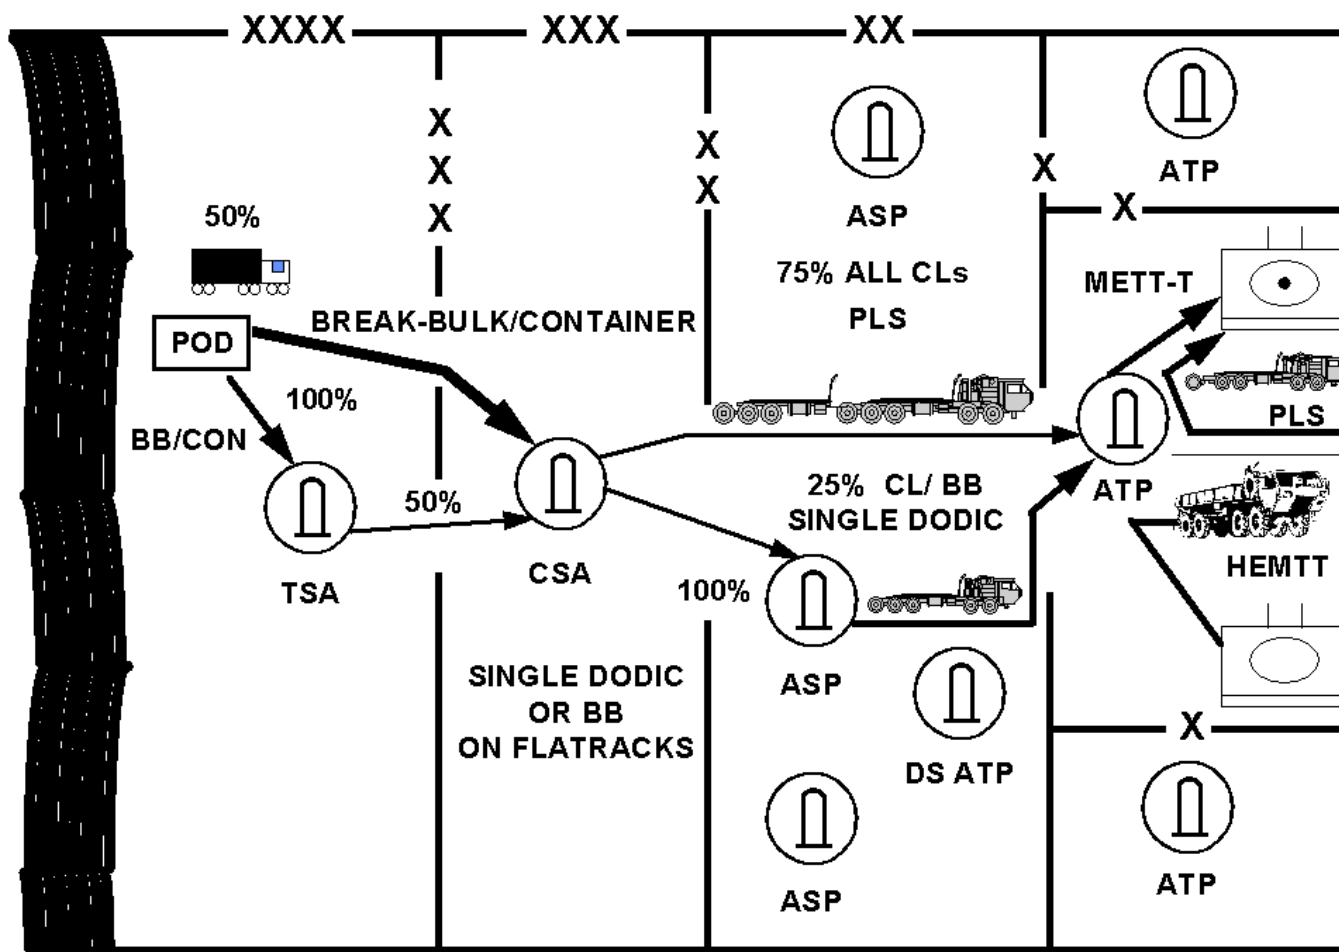 XXXX
XXX
XX
X
X
X
X
X
X
X
X
ATP
50%
ASP
75% ALL CLs
PLS
METT-T
BREAK-BULK/CONTAINER
POD
100%
BB/CON
PLS
50%
25% CL/ BB
SINGLE DODIC
ATP
TSA
CSA
100%
HEMTT
SINGLE DODIC
OR BB
ON FLATRACKS
ASP
X
DS ATP
ASP
ATP